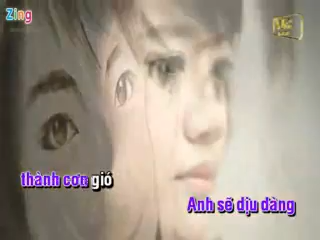 Zing
thành cơn gió
Anh sẽ dịu dàng